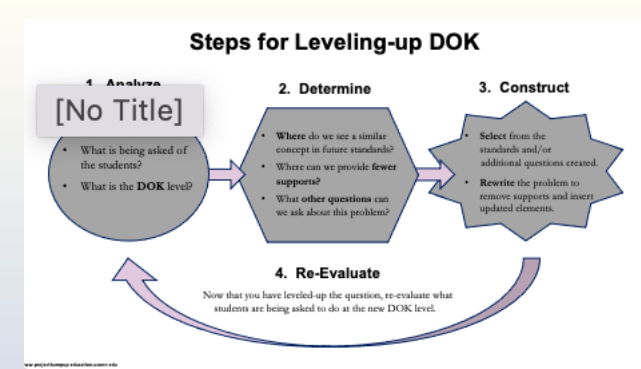 Steps for Leveling-up DOK
1. Analyze
[No Title]
• What is being asked of
the students?
• What is the DOK level?
2. Determine
• Where do we see a similar
concept in future standards?
• Where can we provide fewer
supports?
• What other questions can
we ask about this problem?
3. Construct
• Select from the
standards and/or
additional questions created.
• Rewrite the problem to
remove supports and insert
updated elements.
4. Re-Evaluate
Now that you have leveled-up the question, re-evaluate what
students are being asked to do at the new DOK level.